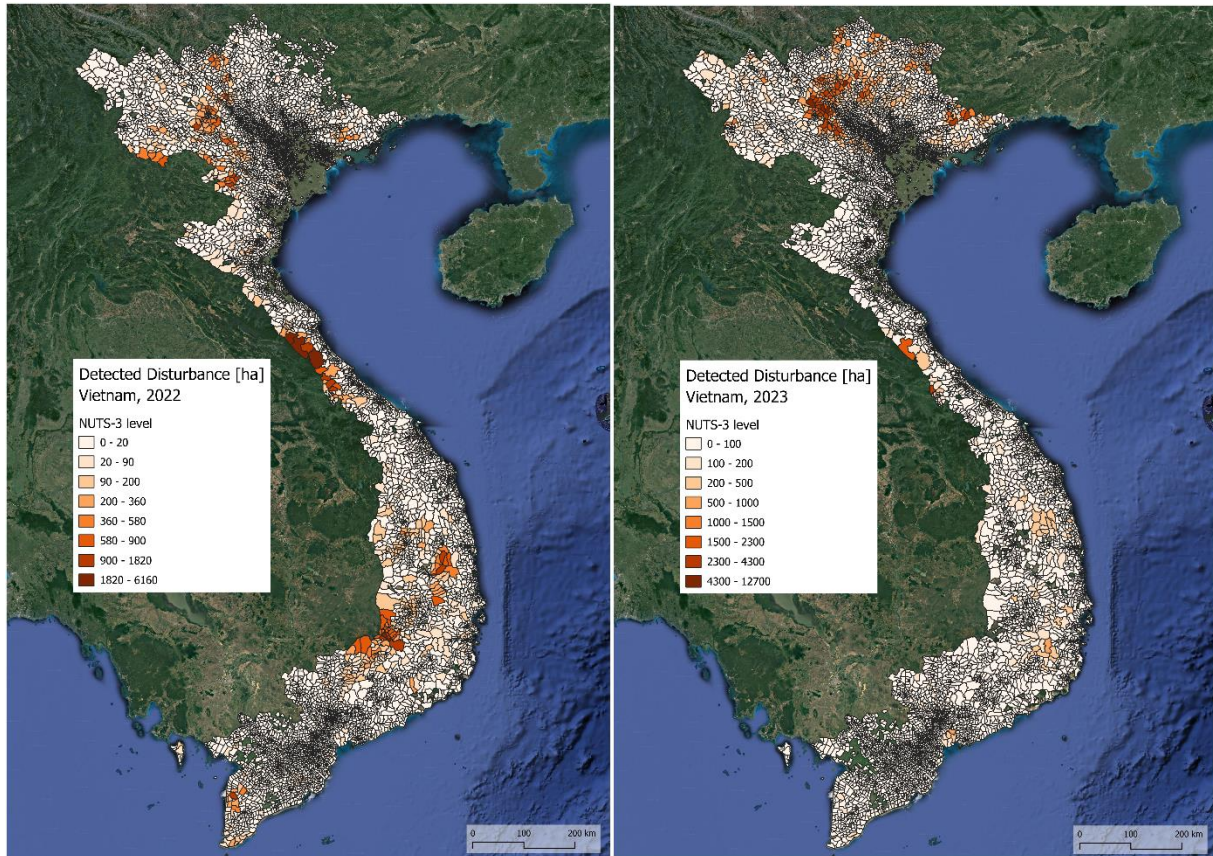 Detected Disturbance [ha]
Vietnam, 2022
NUTS-3 level
0 - 20
20 - 90
90 - 200
200 - 360
360 - 580
580 - 900
900 - 1820
1820 - 6160
0 100 200 km
Detected Disturbance [ha]
Vietnam, 2023
NUTS-3 level
0 - 100
100 - 200
200 - 500
500 - 1000
1000 - 1500
1500 - 2300
2300 - 4300
4300 - 12700
0 100 200 km